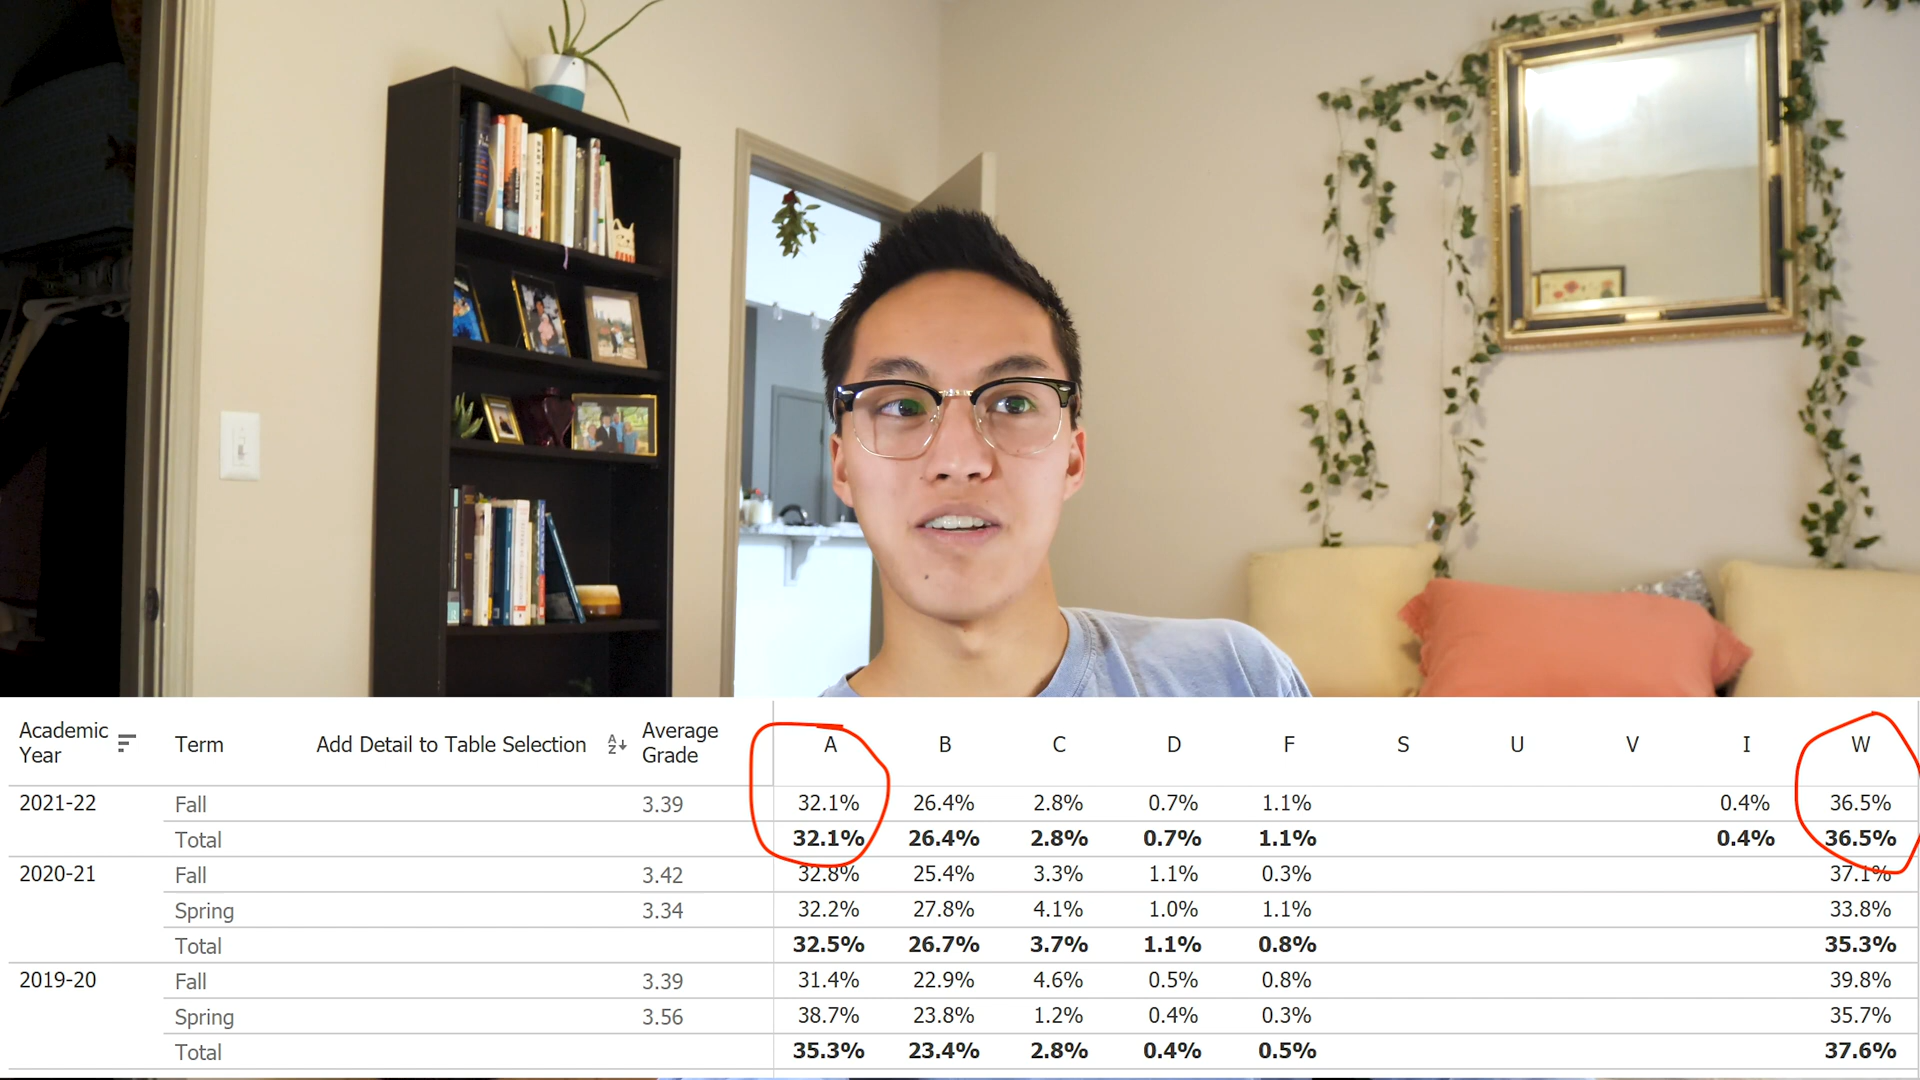 Academic Year Term Add Detail to Table Selection Average Grade A B C D F S U V I W
2021-22 Fall 3.39 32.1% 26.4% 2.8% 0.7% 1.1% 0.4% 36.5%
Total 32.1% 26.4% 2.8% 0.7% 1.1% 0.4% 36.5%
2020-21 Fall 3.42 32.8% 25.4% 3.3% 1.1% 0.3% 37.1%
Spring 3.34 32.2% 27.8% 4.1% 1.0% 1.1% 33.8%
Total 32.5% 26.7% 3.7% 1.1% 0.8% 35.3%
2019-20 Fall 3.39 31.4% 22.9% 4.6% 0.5% 0.8% 39.8%
Spring 3.56 38.7% 23.8% 1.2% 0.4% 0.3% 35.7%
Total 35.3% 23.4% 2.8% 0.4% 0.5% 37.6%